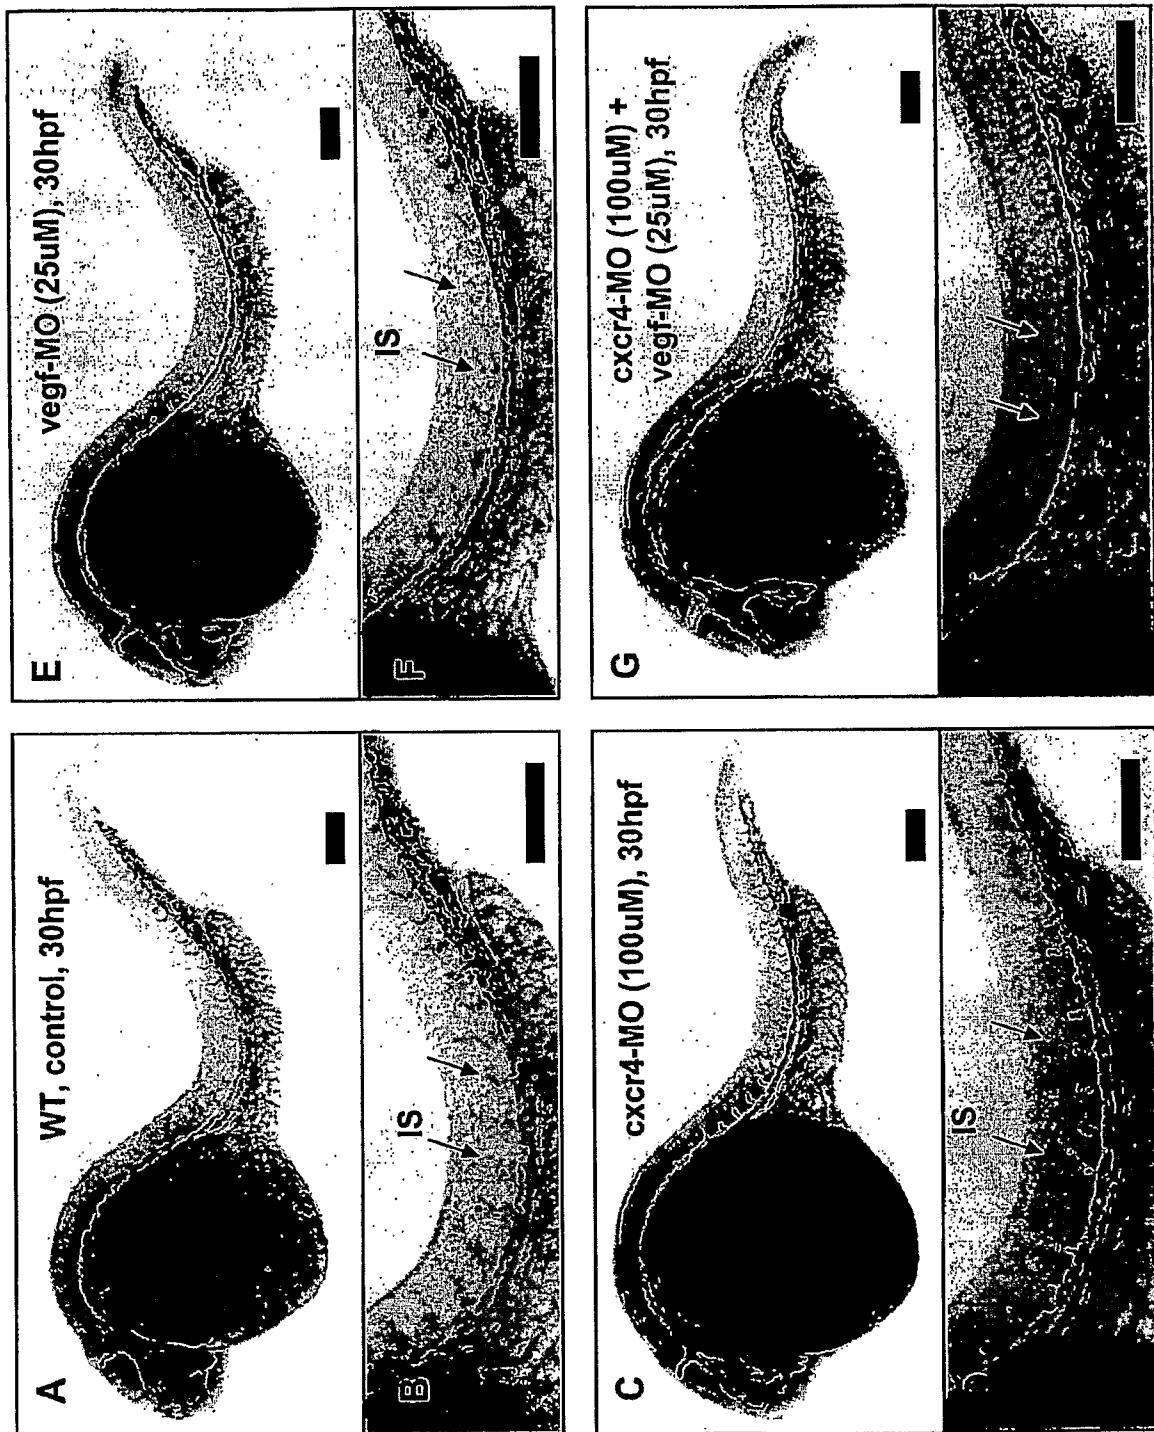 A
WT, control, 30hpf
B
IS
C
cxcr4-MO (100uM), 30hpf
D
IS
E
vegf-MO (25uM), 30hpf
F
IS
G
cxcr4-MO (100uM) +
vegf-MO (25uM), 30hpf